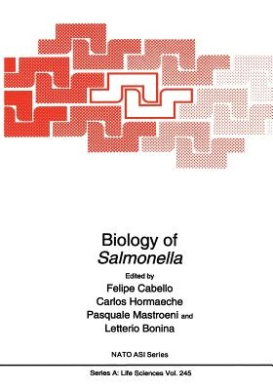 Biology of
Salmonella
Edited by
Felipe Cabello
Carlos Hormaeche
Pasquale Mastroeni and
Letterio Bonina
NATO ASI Series
Series A: Life Sciences Vol. 245